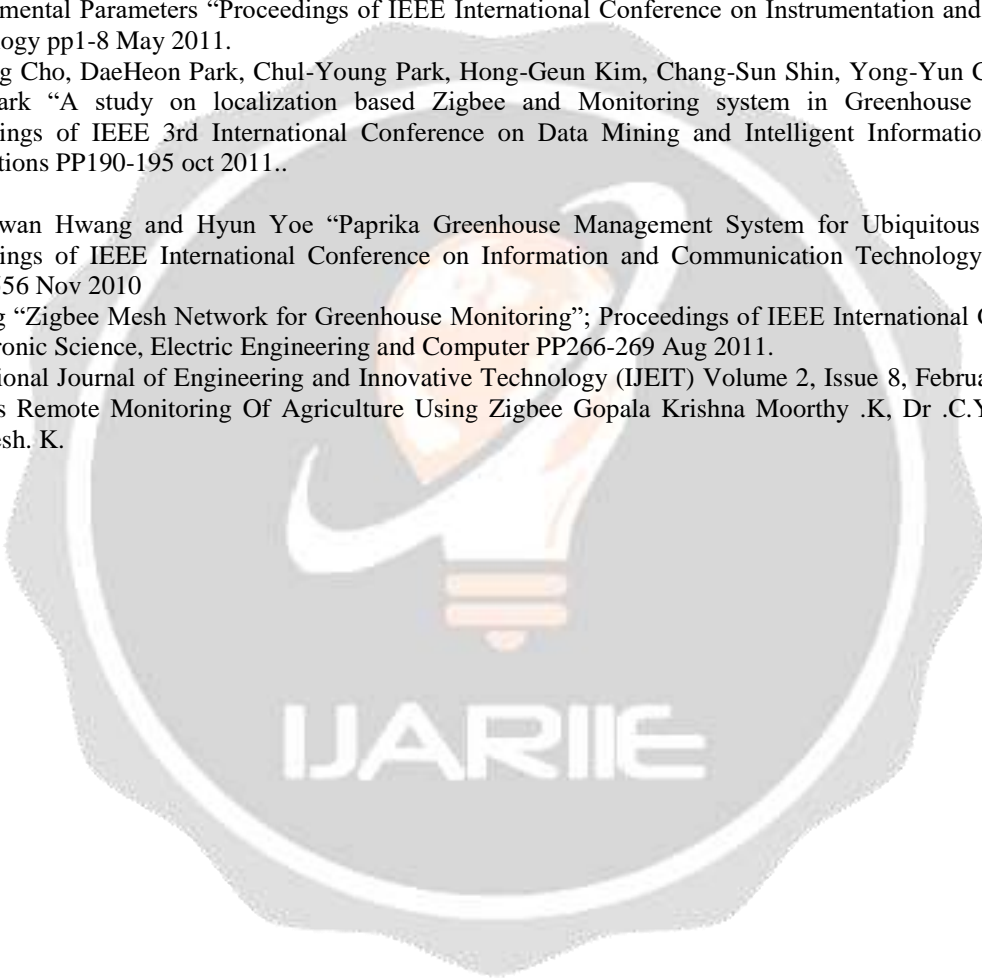 mental Parameters “Proceedings of IEEE International Conference on Instrumentation and
ogy pp1-8 May 2011.
g Cho, DaeHeon Park, Chul-Young Park, Hong-Geun Kim, Chang-Sun Shin, Yong-Yun C
ark “A study on localization based Zigbee and Monitoring system in Greenhouse
ings of IEEE 3rd International Conference on Data Mining and Intelligent Information
tions PP190-195 oct 2011..
wan Hwang and Hyun Yoe “Paprika Greenhouse Management System for Ubiquitous
ings of IEEE International Conference on Information and Communication Technology
56 Nov 2010
g “Zigbee Mesh Network for Greenhouse Monitoring”; Proceedings of IEEE International
ronic Science, Electric Engineering and Computer PP266-269 Aug 2011.
ional Journal of Engineering and Innovative Technology (IJEIT) Volume 2, Issue 8, Februa
s Remote Monitoring Of Agriculture Using Zigbee Gopala Krishna Moorthy .K, Dr .C.Y
esh. K.
IJARIIE